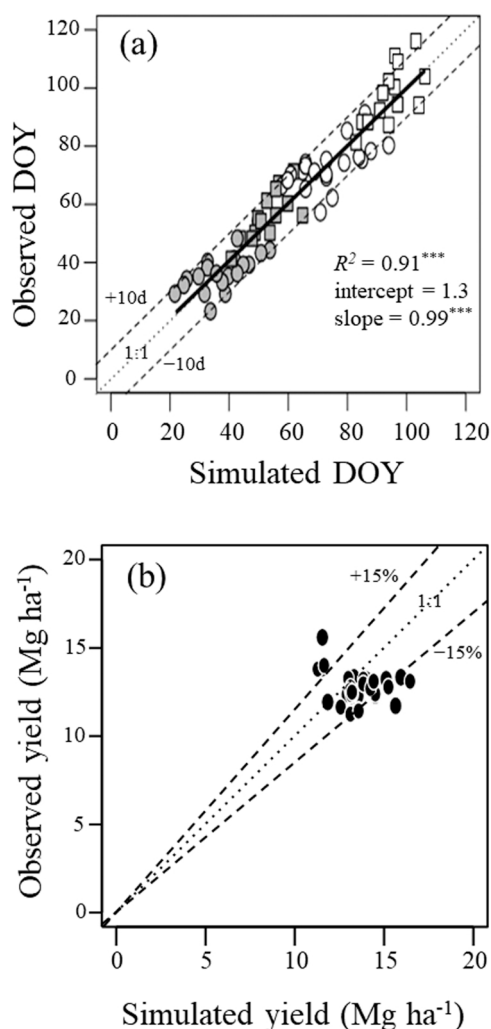 (a)
120
100
80
60
40
20
0
Observed DOY
+10d
1:1
−10d
R² = 0.91***
intercept = 1.3
slope = 0.99***
0 20 40 60 80 100 120
Simulated DOY
(b)
20
15
10
5
0
Observed yield (Mg ha⁻¹)
+15%
1:1
−15%
0 5 10 15 20
Simulated yield (Mg ha⁻¹)